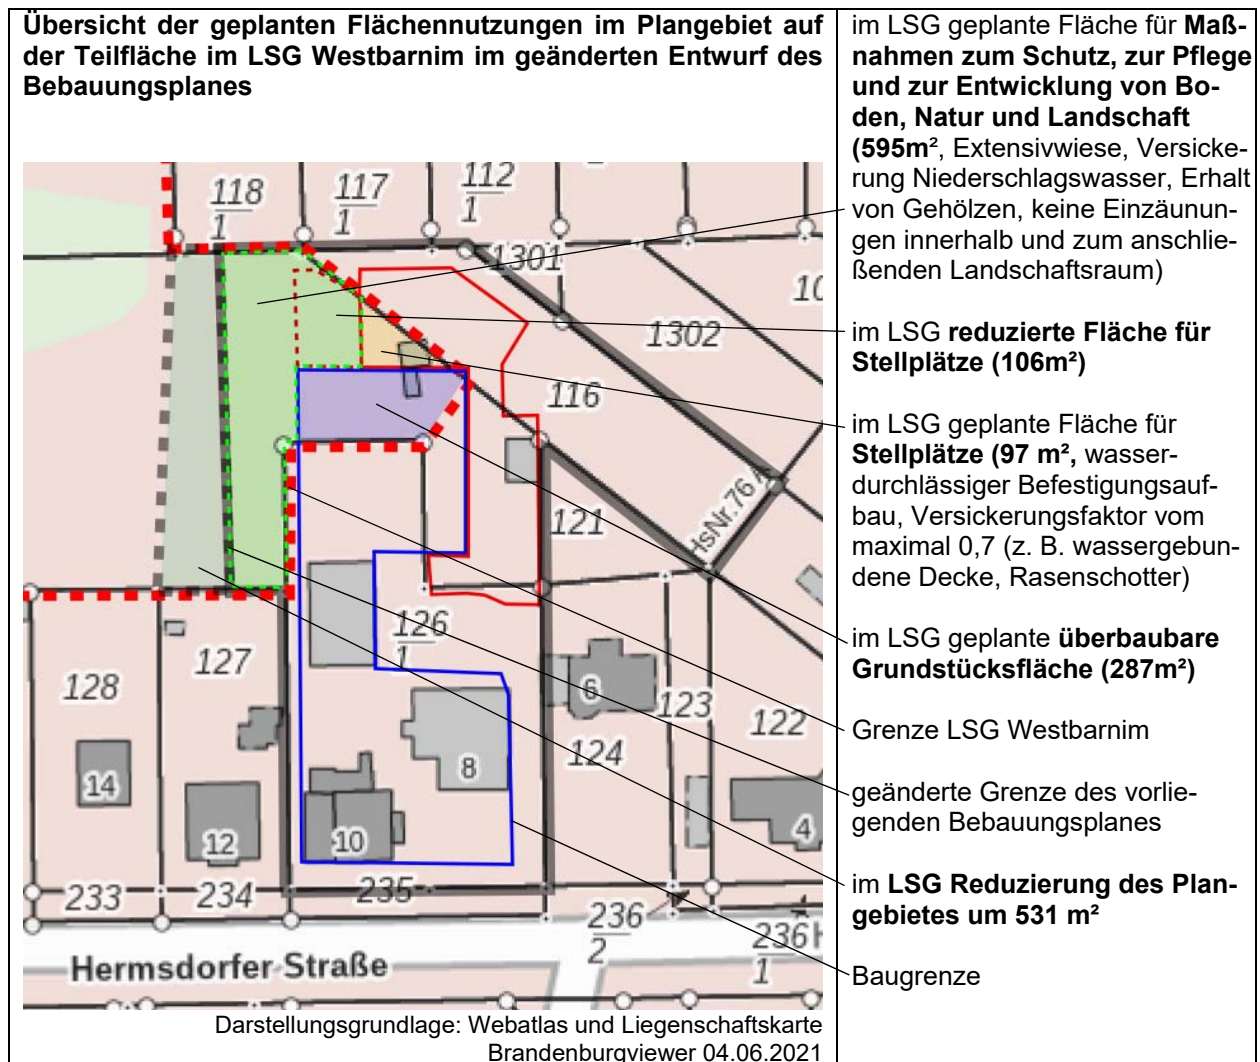 Übersicht der geplanten Flächennutzungen im Plangebiet auf
der Teilfläche im LSG Westbarnim im geänderten Entwurf des
Bebauungsplanes
118
1
117
1
112
1
1301
10
1302
116
HsNr.76 A
121
126
1
127
128
6
123
122
124
8
14
12
10
4
233
234
235
236
2
236
1
Hermsdorfer Straße
Darstellungsgrundlage: Webatlas und Liegenschaftskarte
Brandenburgviewer 04.06.2021
im LSG geplante Fläche für Maß-
nahmen zum Schutz, zur Pflege
und zur Entwicklung von Bo-
den, Natur und Landschaft
(595m², Extensivwiese, Versicke-
rung Niederschlagswasser, Erhalt
von Gehölzen, keine Einzäunun-
gen innerhalb und zum anschlie-
ßenden Landschaftsraum)
im LSG reduzierte Fläche für
Stellplätze (106m²)
im LSG geplante Fläche für
Stellplätze (97 m², wasser-
durchlässiger Befestigungsauf-
bau, Versickerungsfaktor vom
maximal 0,7 (z. B. wassergebun-
dene Decke, Rasenschotter)
im LSG geplante überbaubare
Grundstücksfläche (287m²)
Grenze LSG Westbarnim
geänderte Grenze des vorlie-
genden Bebauungsplanes
im LSG Reduzierung des Plan-
gebietes um 531 m²
Baugrenze